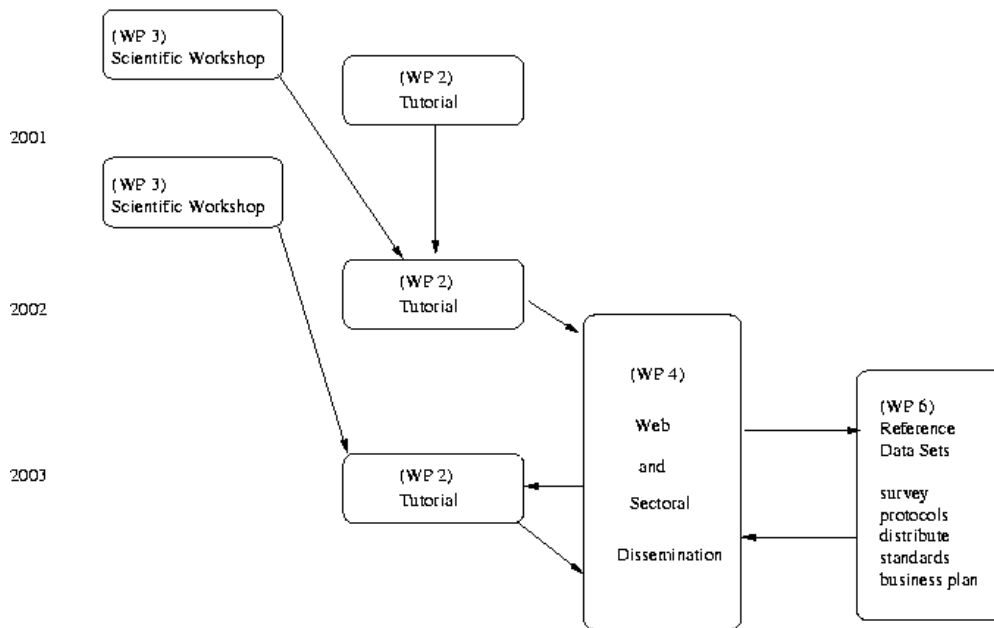 (WP 3)
Scientific Workshop
(WP 2)
Tutorial
2001
(WP 3)
Scientific Workshop
(WP 2)
Tutorial
2002
(WP 4)
Web
and
Sectoral
Dissemination
(WP 6)
Reference
Data Sets
survey
protocols
distribute
standards
business plan
2003
(WP 2)
Tutorial